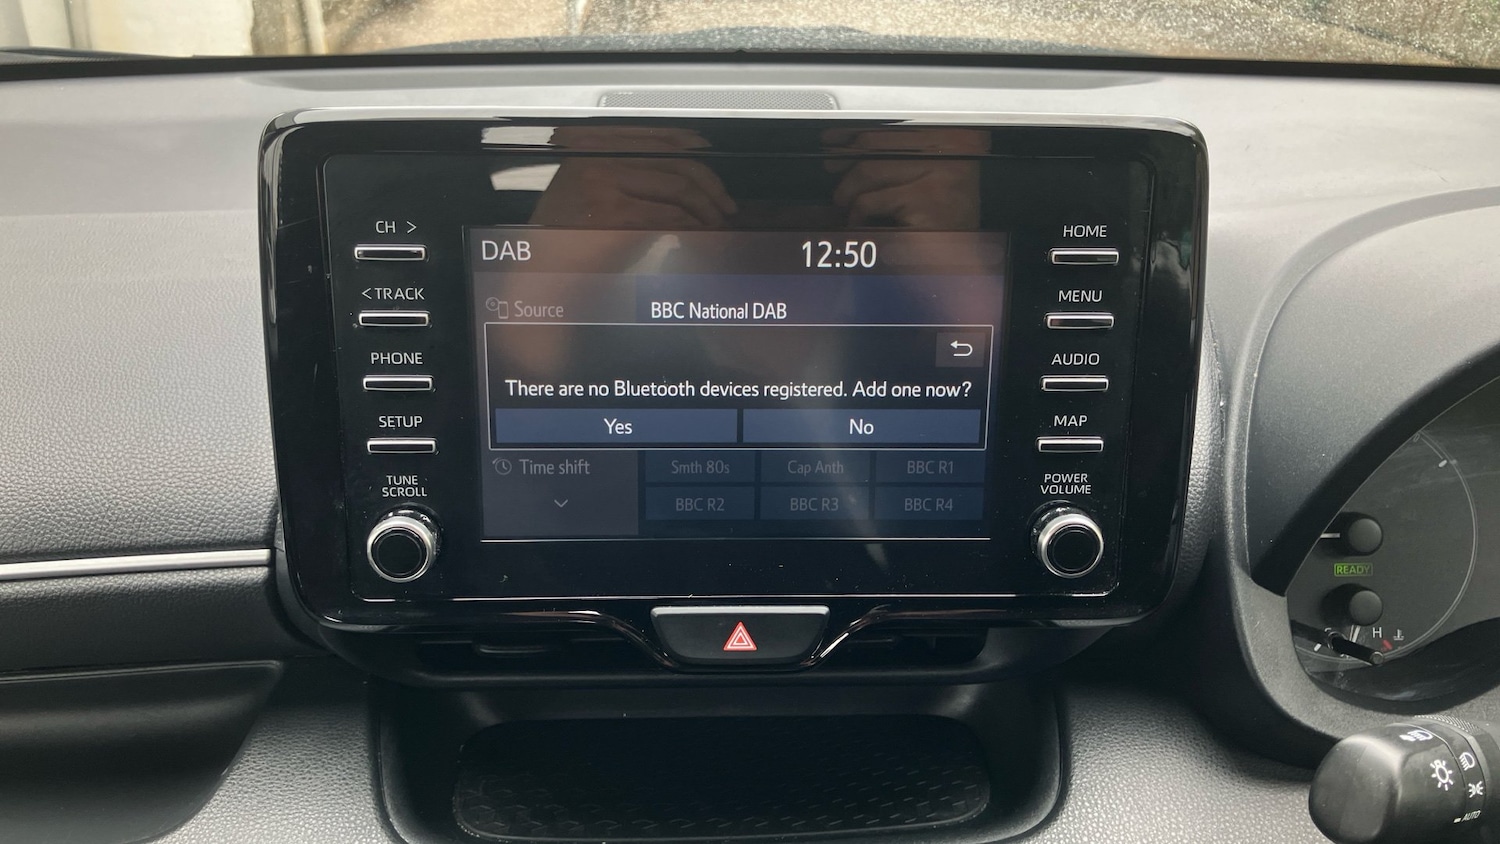 CH >
< TRACK
PHONE
SETUP
TUNE
SCROLL
DAB
12:50
Source
BBC National DAB
There are no Bluetooth devices registered. Add one now?
Yes
No
Time shift
Smth 80s
Cap Anth
BBC R1
BBC R2
BBC R3
BBC R4
HOME
MENU
AUDIO
MAP
POWER
VOLUME
READY
H
AUTO